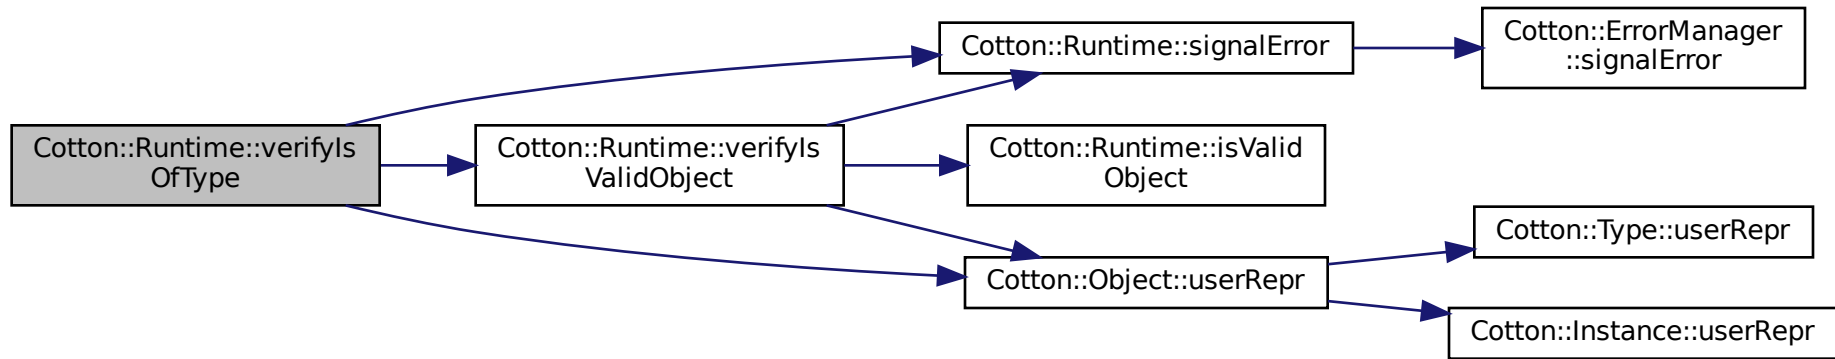 Cotton::Runtime::verifyIs
OfType
Cotton::Runtime::verifyIs
ValidObject
Cotton::Runtime::signalError
Cotton::ErrorManager
::signalError
Cotton::Runtime::isValid
Object
Cotton::Object::userRepr
Cotton::Type::userRepr
Cotton::Instance::userRepr